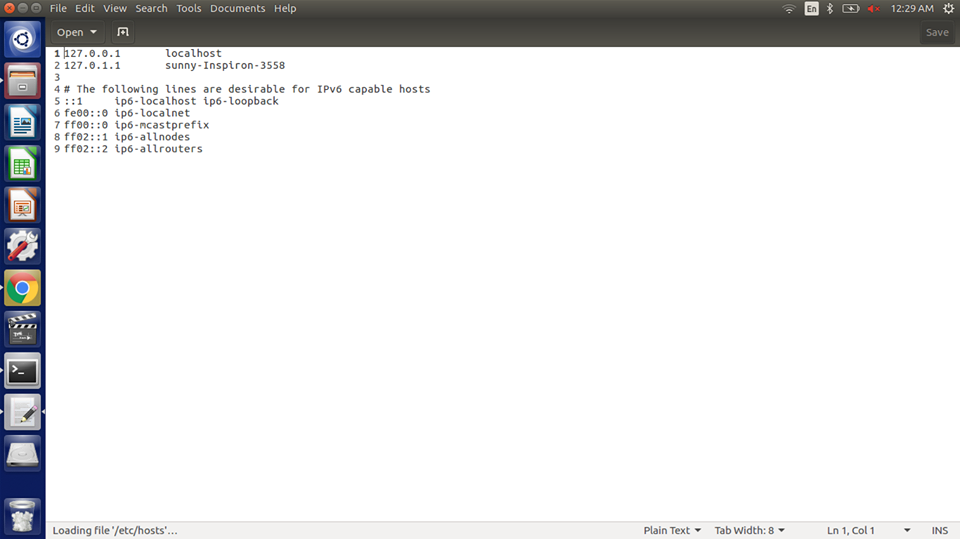 File Edit View Search Tools Documents Help
En 12:29 AM
Open Save
1 127.0.0.1 localhost
2 127.0.1.1 sunny-Inspiron-3558
3
4 # The following lines are desirable for IPv6 capable hosts
5 ::1 ip6-localhost ip6-loopback
6 fe00::0 ip6-localnet
7 ff00::0 ip6-mcastprefix
8 ff02::1 ip6-allnodes
9 ff02::2 ip6-allrouters
Loading file '/etc/hosts'... Plain Text Tab Width: 8 Ln 1, Col 1 INS